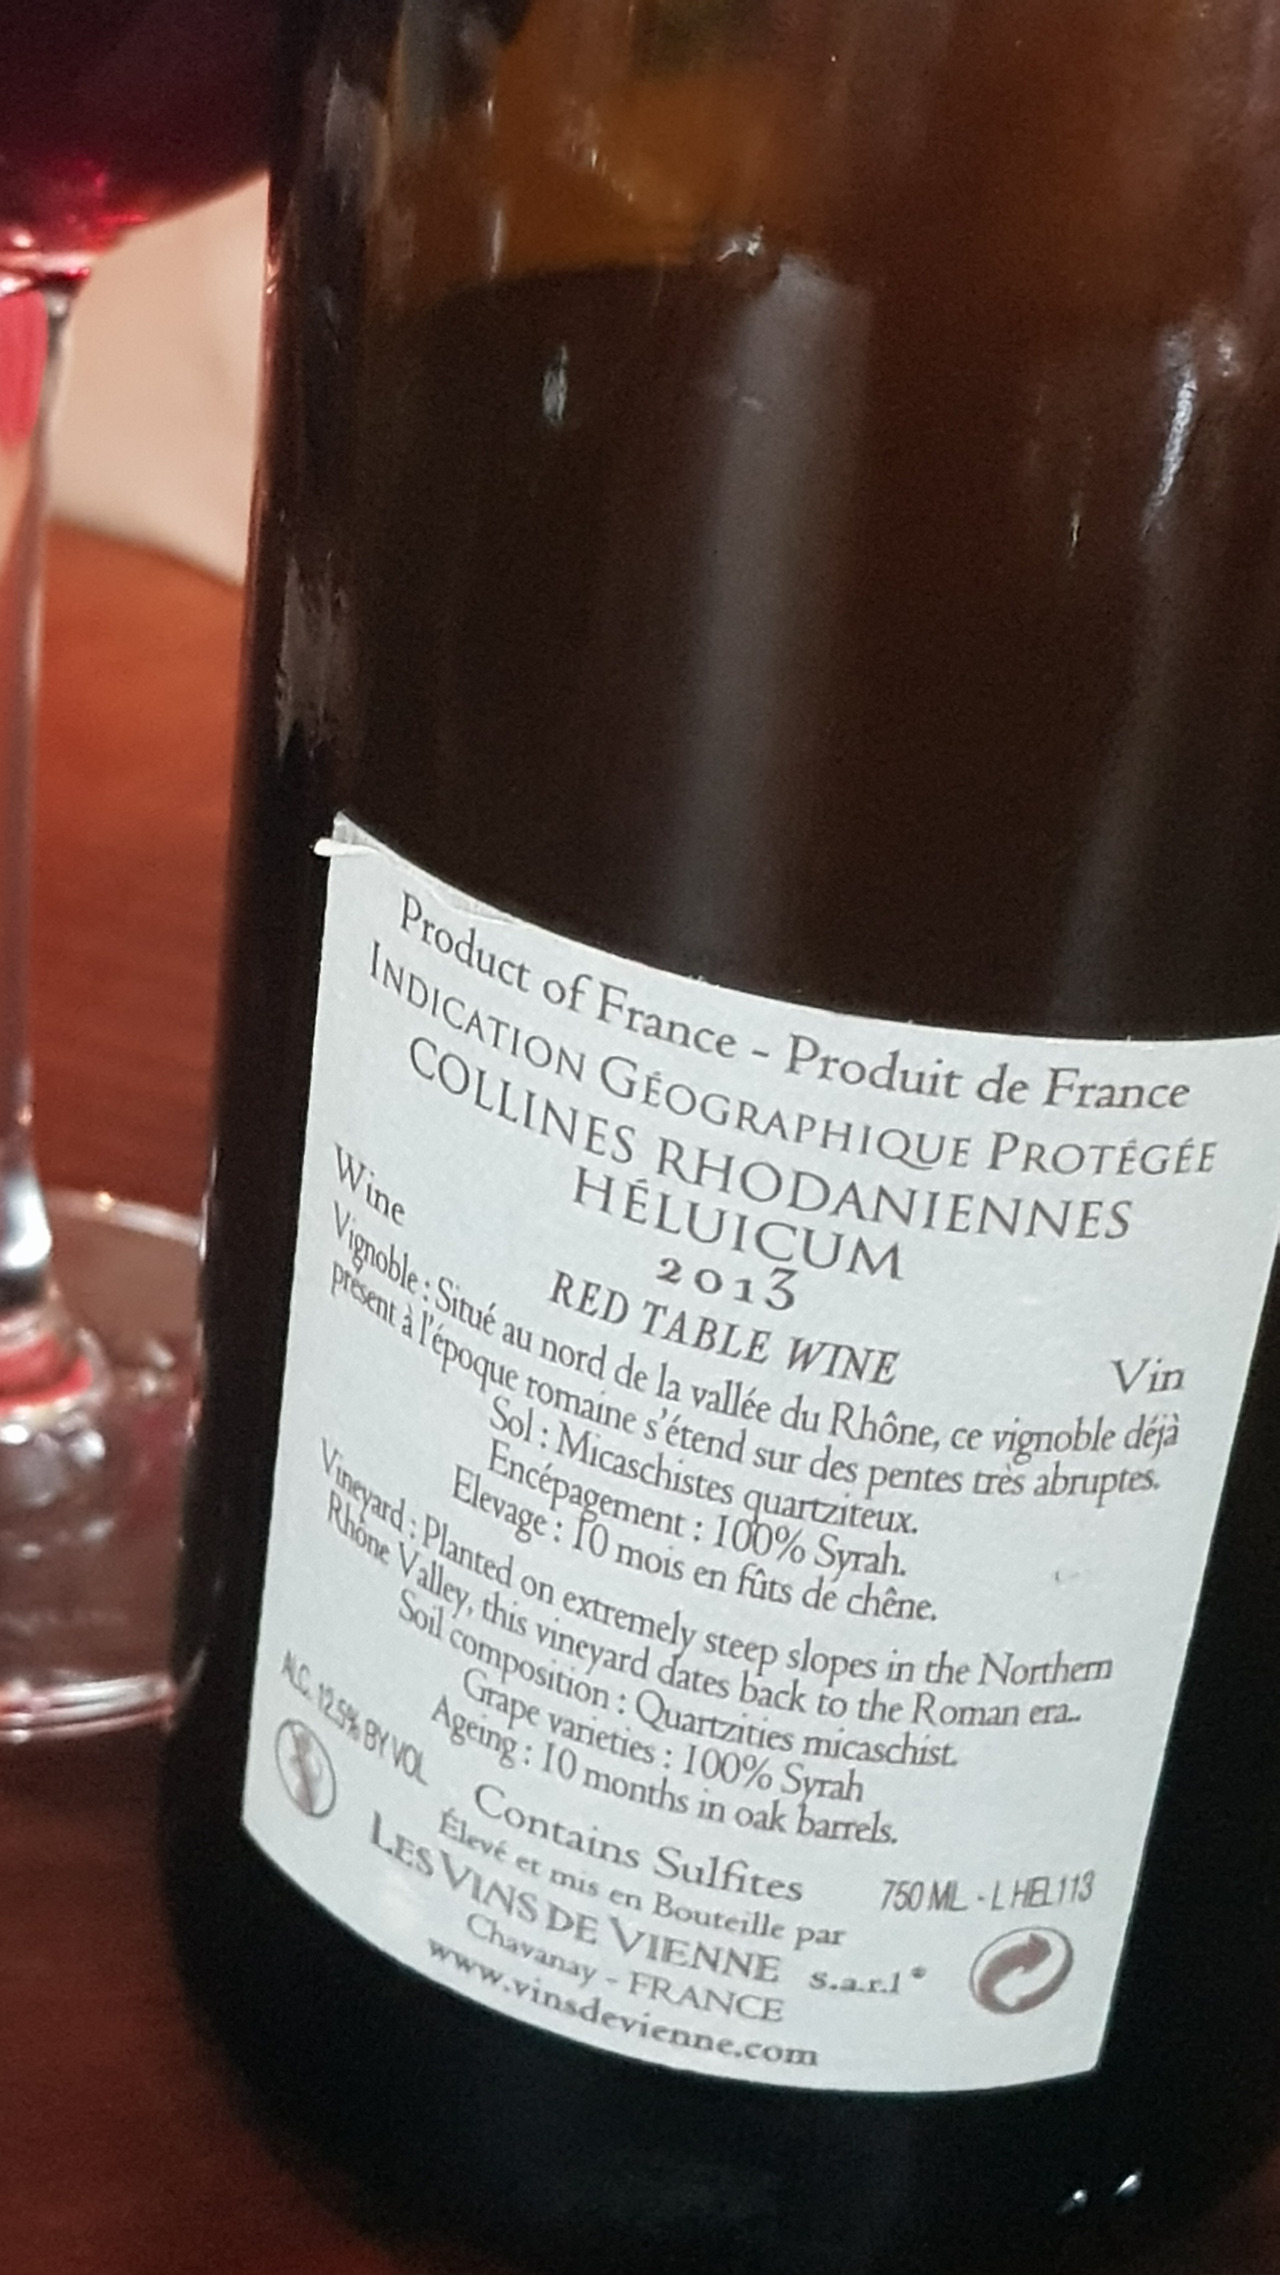 Product of France - Produit de France
INDICATION GÉOGRAPHIQUE PROTÉGÉE
COLLINES RHODANIENNES
HÉLUICUM
2013
Wine RED TABLE WINE Vin
Vignoble : Situé au nord de la vallée du Rhône, ce vignoble déjà
présent à l'époque romaine s'étend sur des pentes très abruptes.
Sol : Micaschistes quartziteux.
Encépagement : 100% Syrah.
Elevage : 10 mois en fûts de chêne.
Vineyard : Planted on extremely steep slopes in the Northern
Rhône Valley, this vineyard dates back to the Roman era..
Soil composition : Quartzities micaschist.
Grape varieties : 100% Syrah
Ageing : 10 months in oak barrels.
ALC. 12.5% BY VOL
Contains Sulfites
750 ML - L HEL113
Élevé et mis en Bouteille par
LES VINS DE VIENNE s.a.r.l
Chavanay - FRANCE
www.vinsdevienne.com